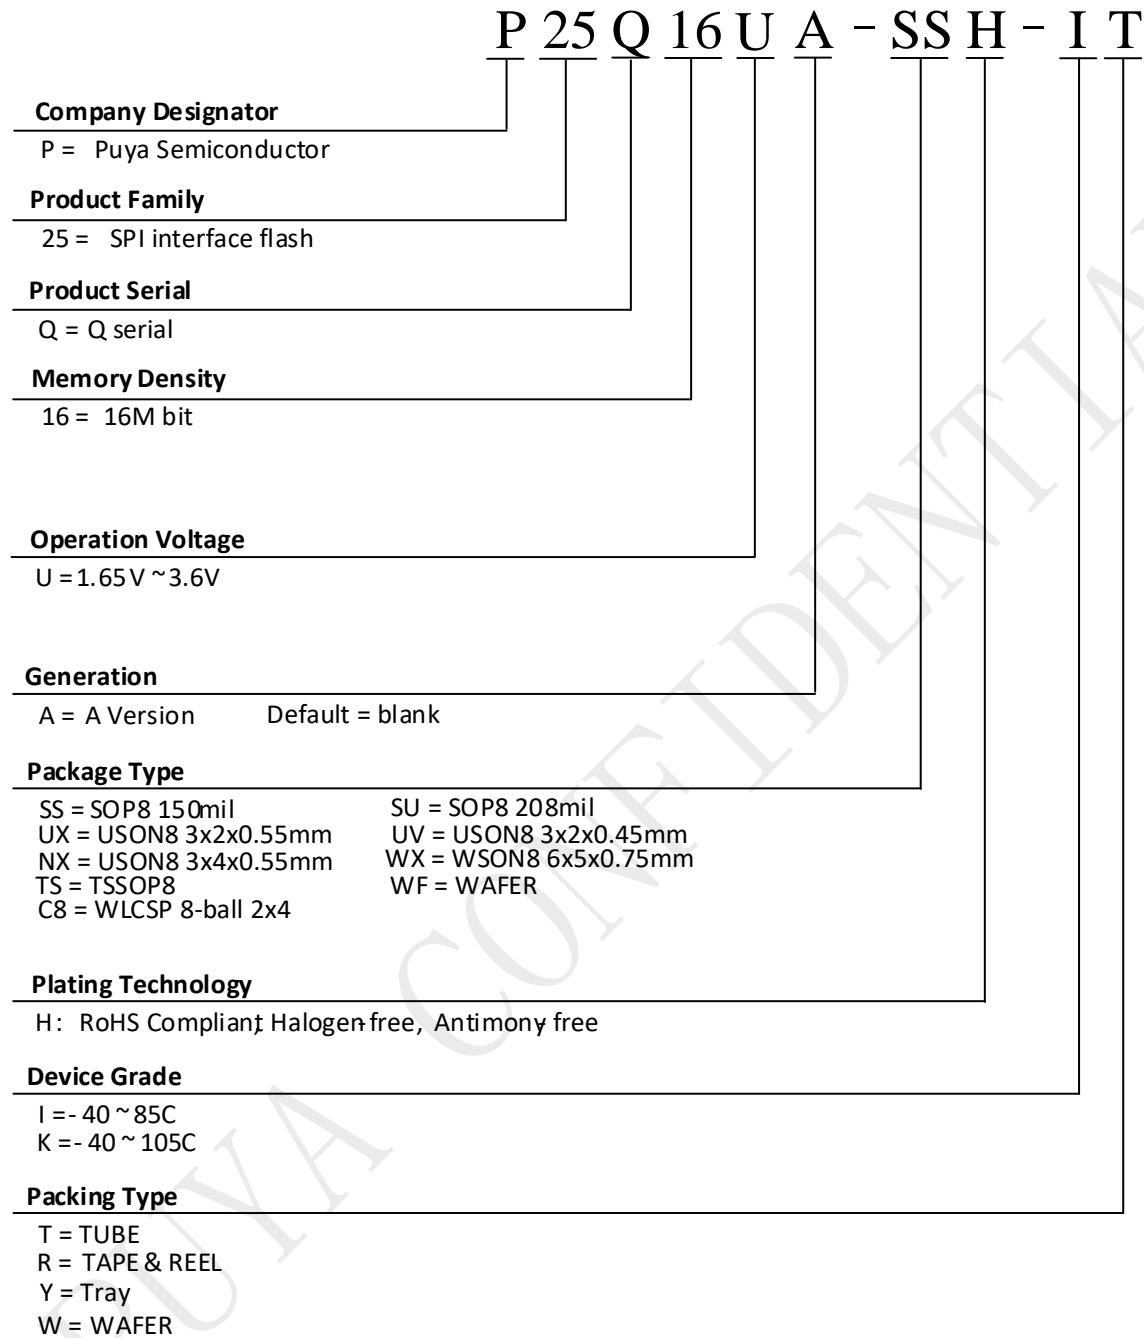 P 25 Q 16 U A - SS H - I T
Company Designator
P = Puya Semiconductor
Product Family
25 = SPI interface flash
Product Serial
Q = Q serial
Memory Density
16 = 16M bit
Operation Voltage
U = 1.65V ~ 3.6V
Generation
A = A Version Default = blank
Package Type
SS = SOP8 150mil SU = SOP8 208mil
UX = USON8 3x2x0.55mm UV = USON8 3x2x0.45mm
NX = USON8 3x4x0.55mm WX = WSON8 6x5x0.75mm
TS = TSSOP8 WF = WAFER
C8 = WLCSP 8-ball 2x4
Plating Technology
H: RoHS Compliant, Halogen-free, Antimony-free
Device Grade
I = - 40 ~ 85C
K = - 40 ~ 105C
Packing Type
T = TUBE
R = TAPE & REEL
Y = Tray
W = WAFER
PUYA CONFIDENTIA